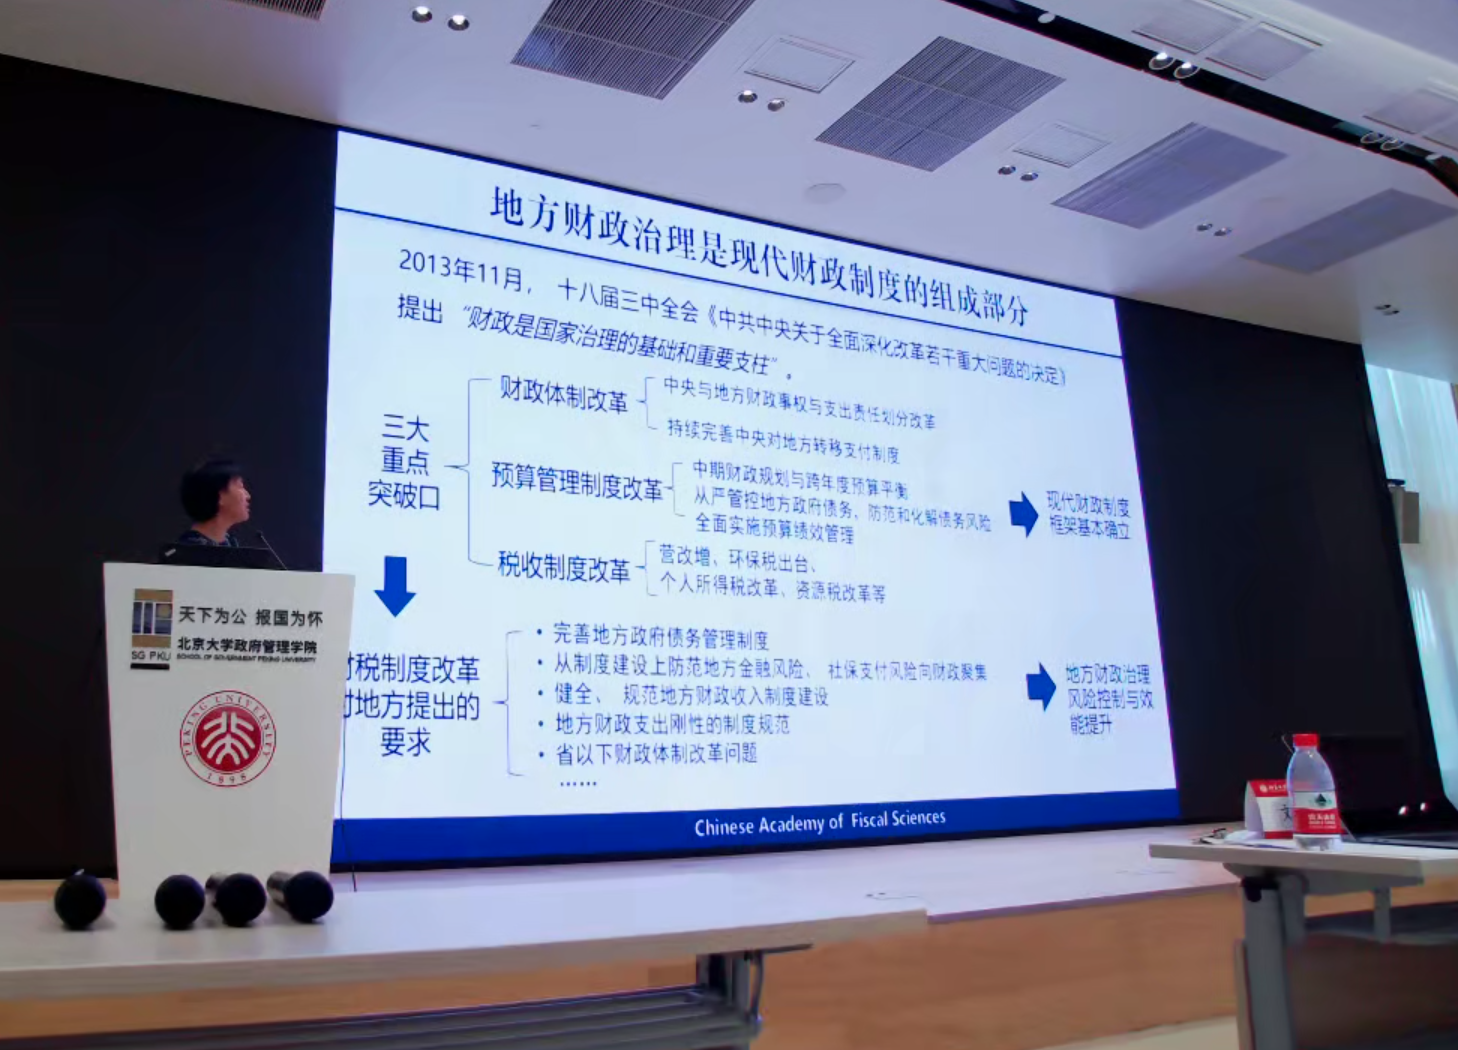 地方财政治理是现代财政制度的组成部分
2013年11月，十八届三中全会《中共中央关于全面深化改革若干重大问题的决定》
提出“财政是国家治理的基础和重要支柱”。
三大
重点
突破口
财政体制改革
中央与地方财政事权与支出责任划分改革
持续完善中央对地方转移支付制度
预算管理制度改革
中期财政规划与跨年度预算平衡
从严管控地方政府债务、防范和化解债务风险
全面实施预算绩效管理
税收制度改革
营改增、环保税出台、
个人所得税改革、资源税改革等
现代财政制度
框架基本确立
税制度改革
地方提出的
要求
• 完善地方政府债务管理制度
• 从制度建设上防范地方金融风险、 社保支付风险向财政聚集
• 健全、 规范地方财政收入制度建设
• 地方财政支出刚性的制度规范
• 省以下财政体制改革问题
……
地方财政治理
风险控制与效
能提升
Chinese Academy of Fiscal Sciences
天下为公 报国为怀
SG PKU
北京大学政府管理学院
SCHOOL OF GOVERNMENT PEKING UNIVERSITY
PEKING UNIVERSITY
1898